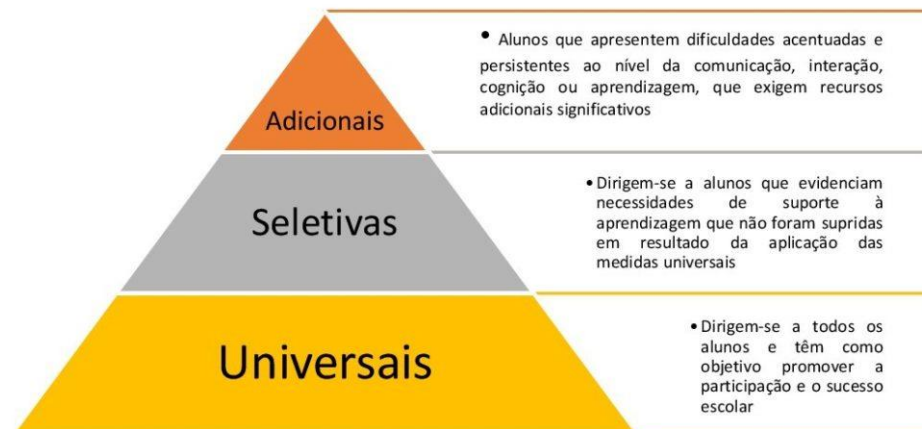 • Alunos que apresentem dificuldades acentuadas e
persistentes ao nível da comunicação, interação,
cognição ou aprendizagem, que exigem recursos
adicionais significativos
Adicionais
• Dirigem-se a alunos que evidenciam
necessidades de suporte à
aprendizagem que não foram supridas
em resultado da aplicação das
medidas universais
Seletivas
• Dirigem-se a todos os
alunos e têm como
objetivo promover a
participação e o sucesso
escolar
Universais